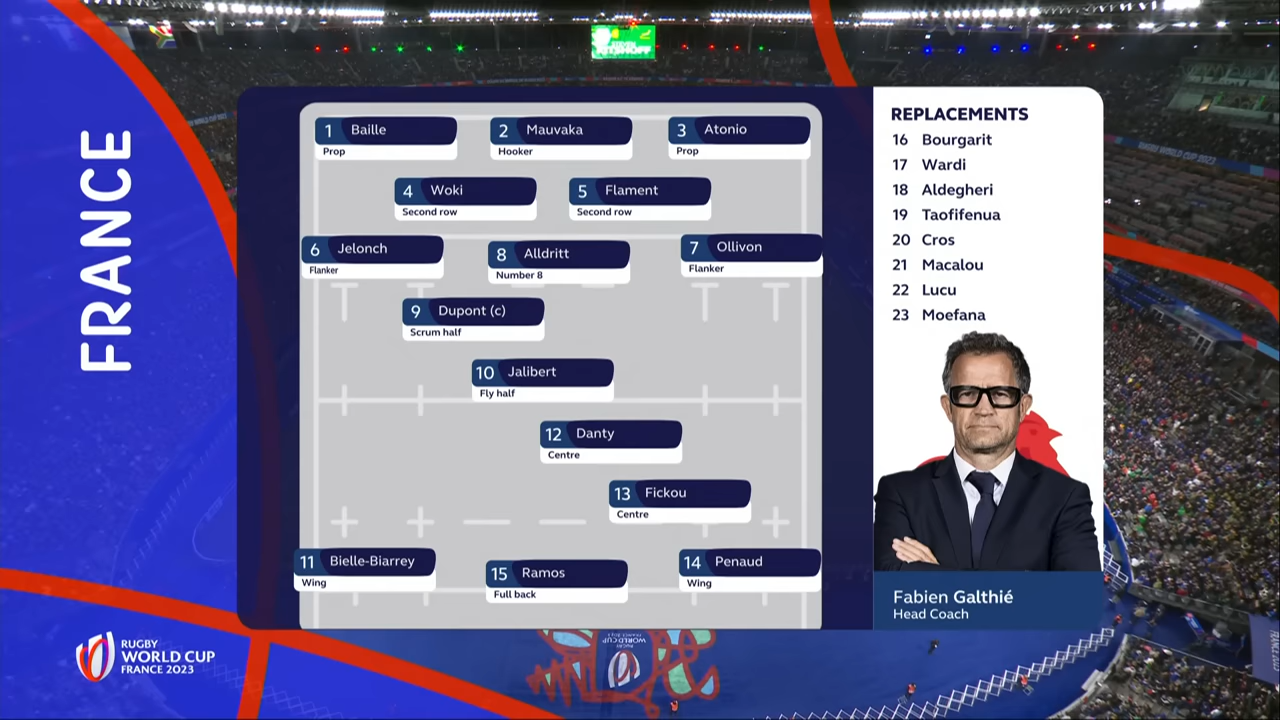 FRANCE
1 Baille
Prop
2 Mauvaka
Hooker
3 Atonio
Prop
4 Woki
Second row
5 Flament
Second row
6 Jelonch
Flanker
8 Alldritt
Number 8
7 Ollivon
Flanker
9 Dupont (c)
Scrum half
10 Jalibert
Fly half
12 Danty
Centre
13 Fickou
Centre
11 Bielle-Biarrey
Wing
15 Ramos
Full back
14 Penaud
Wing
REPLACEMENTS
16 Bourgarit
17 Wardi
18 Aldegheri
19 Taofifenua
20 Cros
21 Macalou
22 Lucu
23 Moefana
Fabien Galthié
Head Coach
RUGBY
WORLD CUP
FRANCE 2023
RUGBY
WORLD CUP